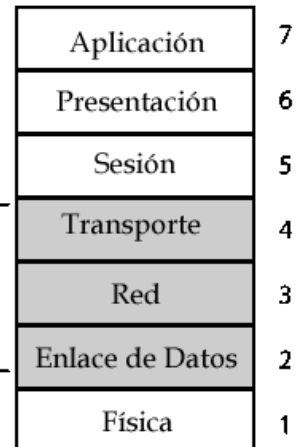 Aplicación 7
Presentación 6
Sesión 5
Transporte 4
Red 3
Enlace de Datos 2
Física 1